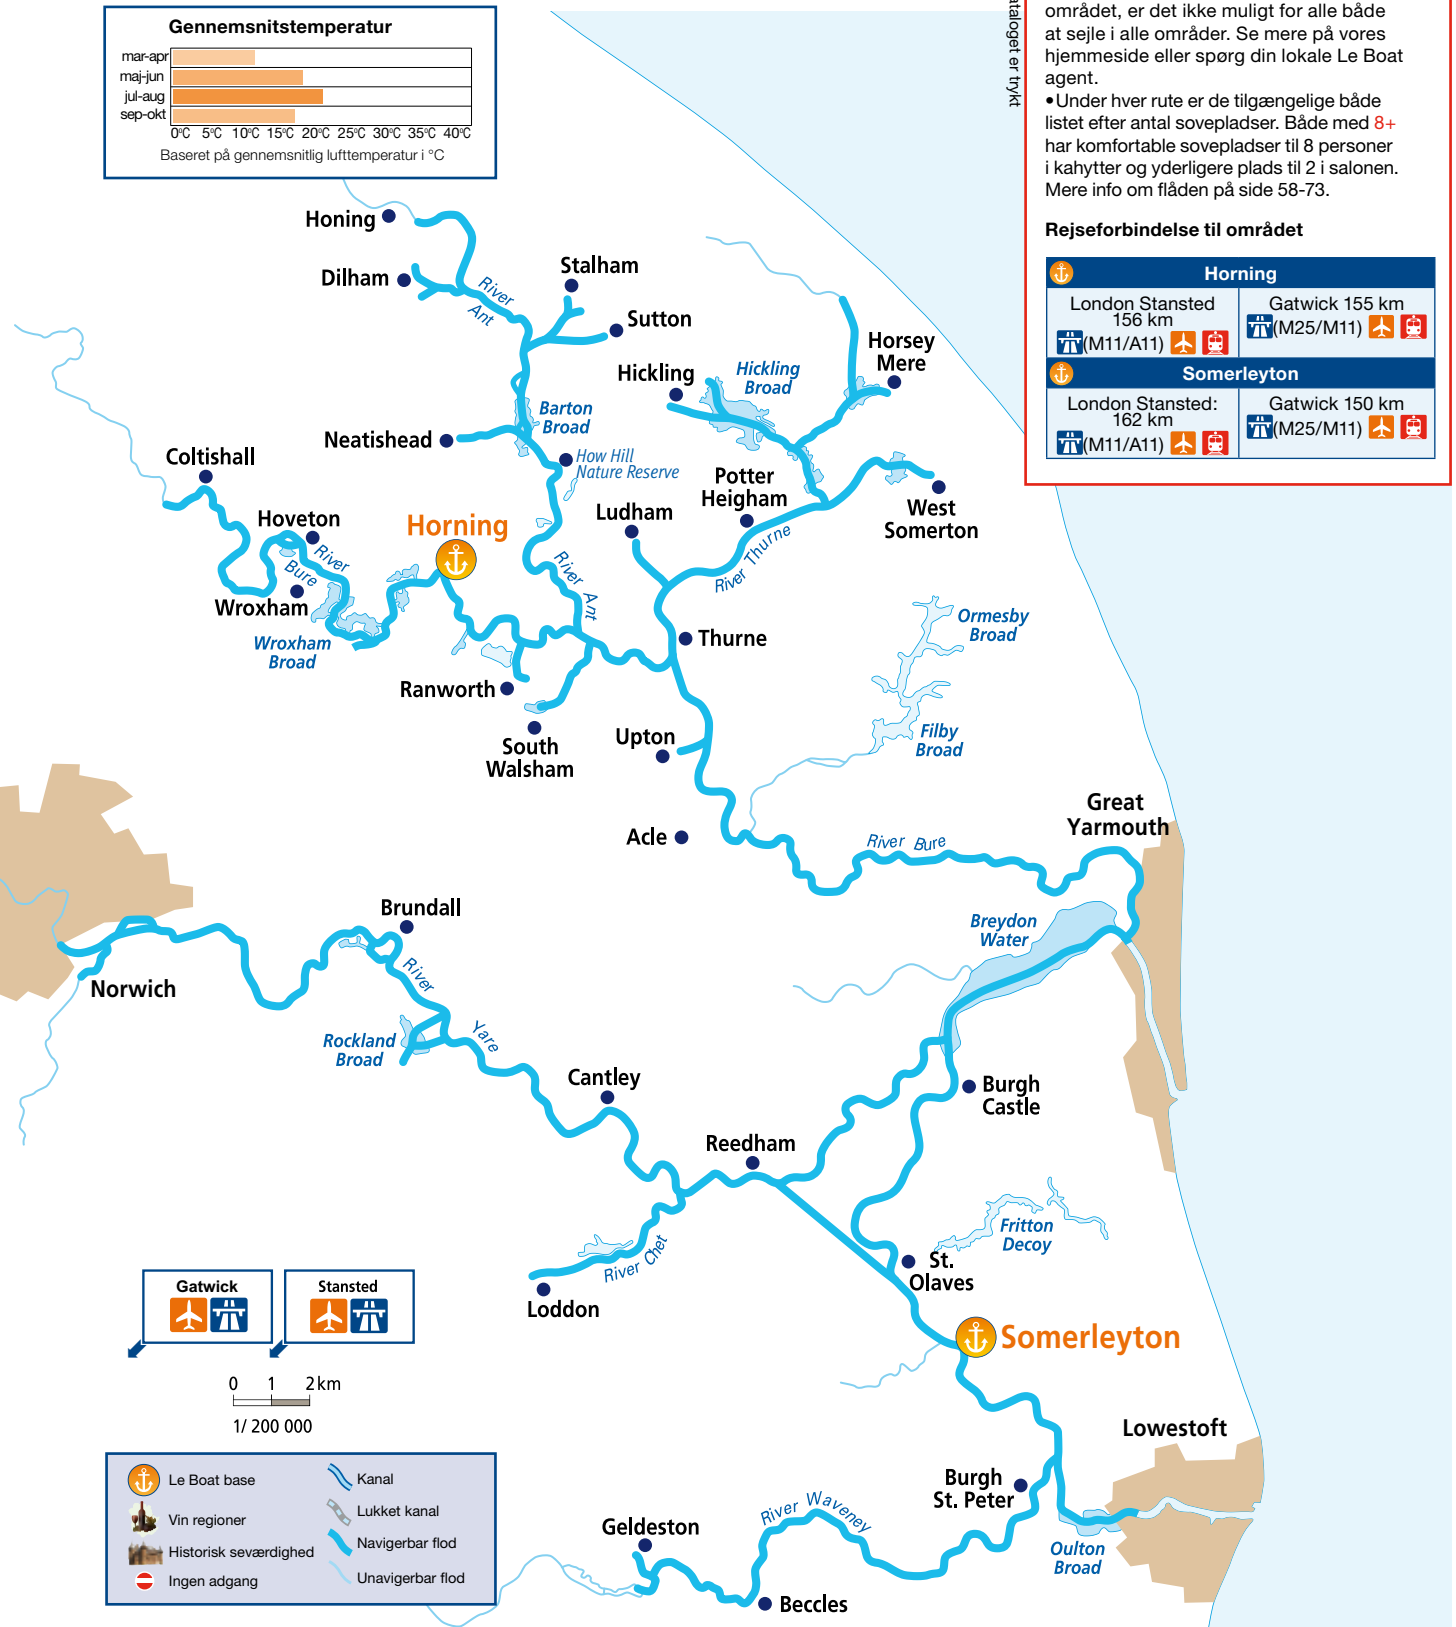 Gennemsnitstemperatur
mar-apr
maj-jun
jul-aug
sep-okt
0°C 5°C 10°C 15°C 20°C 25°C 30°C 35°C 40°C
Baseret på gennemsnitlig lufttemperatur i °C
ataloget er trykt
området, er det ikke muligt for alle både
at sejle i alle områder. Se mere på vores
hjemmeside eller spørg din lokale Le Boat
agent.
•Under hver rute er de tilgængelige både
listet efter antal sovepladser. Både med 8+
har komfortable sovepladser til 8 personer
i kahytter og yderligere plads til 2 i salonen.
Mere info om flåden på side 58-73.
Rejseforbindelse til området
Horning
London Stansted
156 km
(M11/A11)
Gatwick 155 km
(M25/M11)
Somerleyton
London Stansted:
162 km
(M11/A11)
Gatwick 150 km
(M25/M11)
Honing
Dilham
River
Ant
Stalham
Sutton
Hickling
Hickling
Broad
Horsey
Mere
Barton
Broad
Neatishead
How Hill
Nature Reserve
Coltishall
Potter
Heigham
West
Somerton
Hoveton
Horning
Ludham
River
Bure
River
Ant
River Thurne
Wroxham
Wroxham
Broad
Thurne
Ormesby
Broad
Ranworth
South
Walsham
Upton
Filby
Broad
Acle
Great
Yarmouth
River Bure
Brundall
Breydon
Water
Norwich
River
Yare
Rockland
Broad
Cantley
Burgh
Castle
Reedham
Fritton
Decoy
River Chet
St.
Olaves
Loddon
Gatwick
Stansted
Somerleyton
0 1 2 km
1/ 200 000
Lowestoft
Burgh
St. Peter
River Waveney
Geldeston
Oulton
Broad
Beccles
Le Boat base
Vin regioner
Historisk seværdighed
Ingen adgang
Kanal
Lukket kanal
Navigerbar flod
Unavigerbar flod